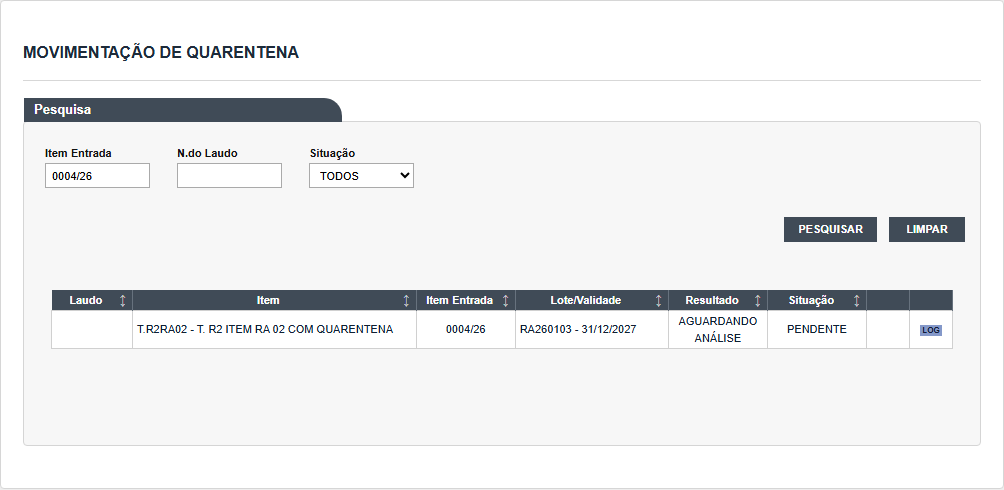 MOVIMENTAÇÃO DE QUARENTENA
Pesquisa
Item Entrada N.do Laudo Situação
0004/26 TODOS
PESQUISAR LIMPAR
Laudo Item Item Entrada Lote/Validade Resultado Situação
T.R2RA02 - T. R2 ITEM RA 02 COM QUARENTENA 0004/26 RA260103 - 31/12/2027 AGUARDANDO ANÁLISE PENDENTE LOG